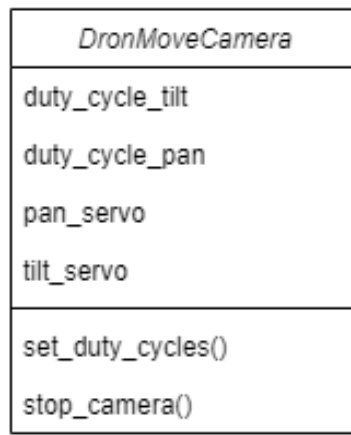 DronMoveCamera
duty_cycle_tilt
duty_cycle_pan
pan_servo
tilt_servo
set_duty_cycles()
stop_camera()